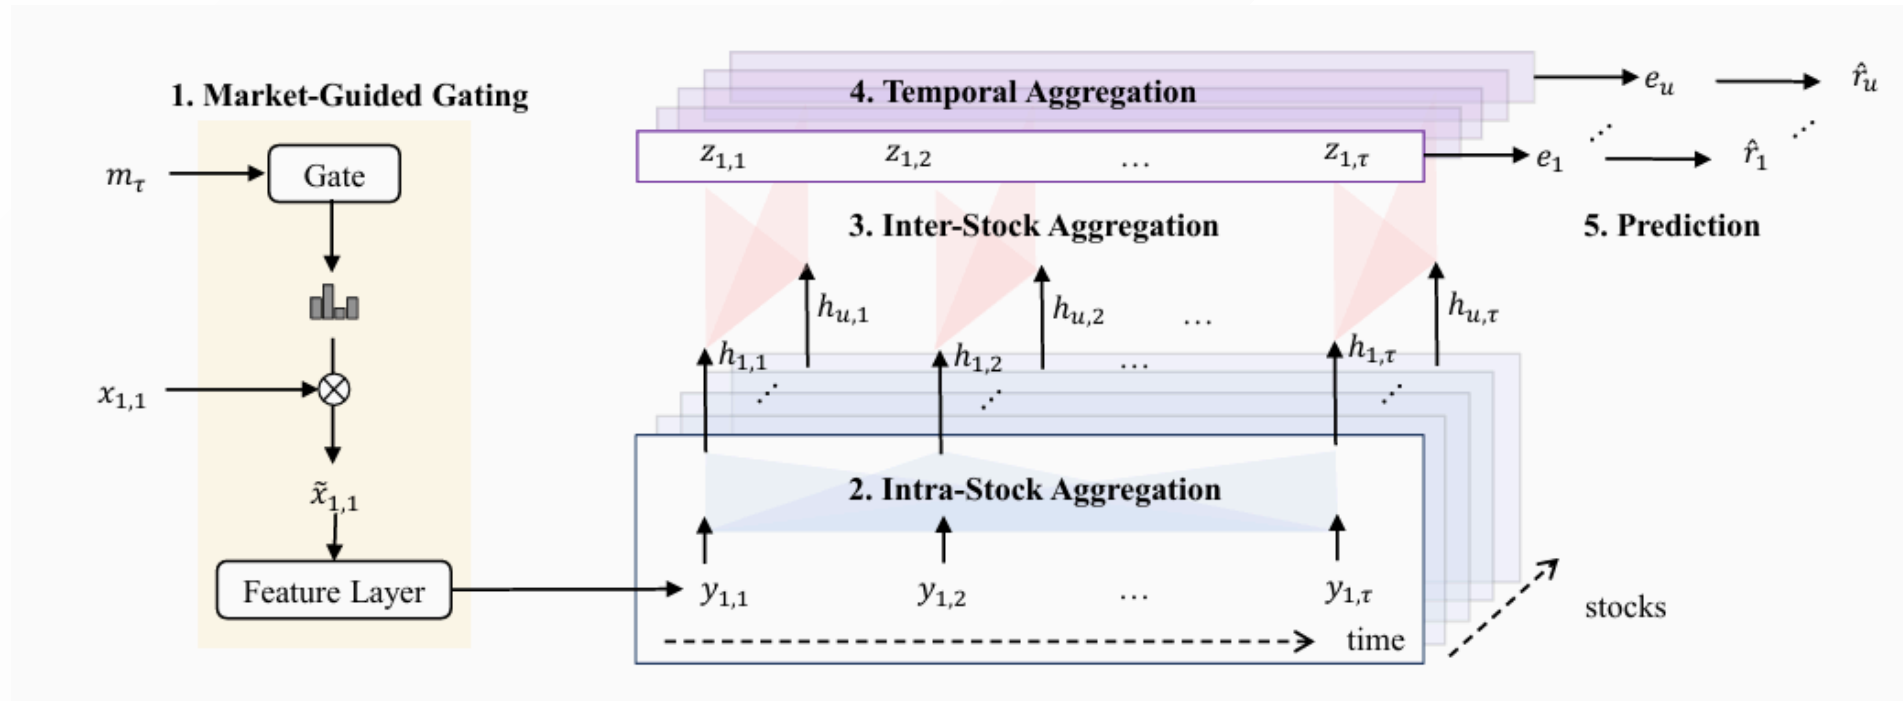 1. Market-Guided Gating
m_τ
Gate
x_{1,1}
x̃_{1,1}
Feature Layer
4. Temporal Aggregation
z_{1,1} z_{1,2} ... z_{1,τ}
e_u r̂_u
e_1 r̂_1
3. Inter-Stock Aggregation
5. Prediction
h_{u,1} h_{u,2} ... h_{u,τ}
h_{1,1} h_{1,2} ... h_{1,τ}
2. Intra-Stock Aggregation
y_{1,1} y_{1,2} ... y_{1,τ}
time
stocks